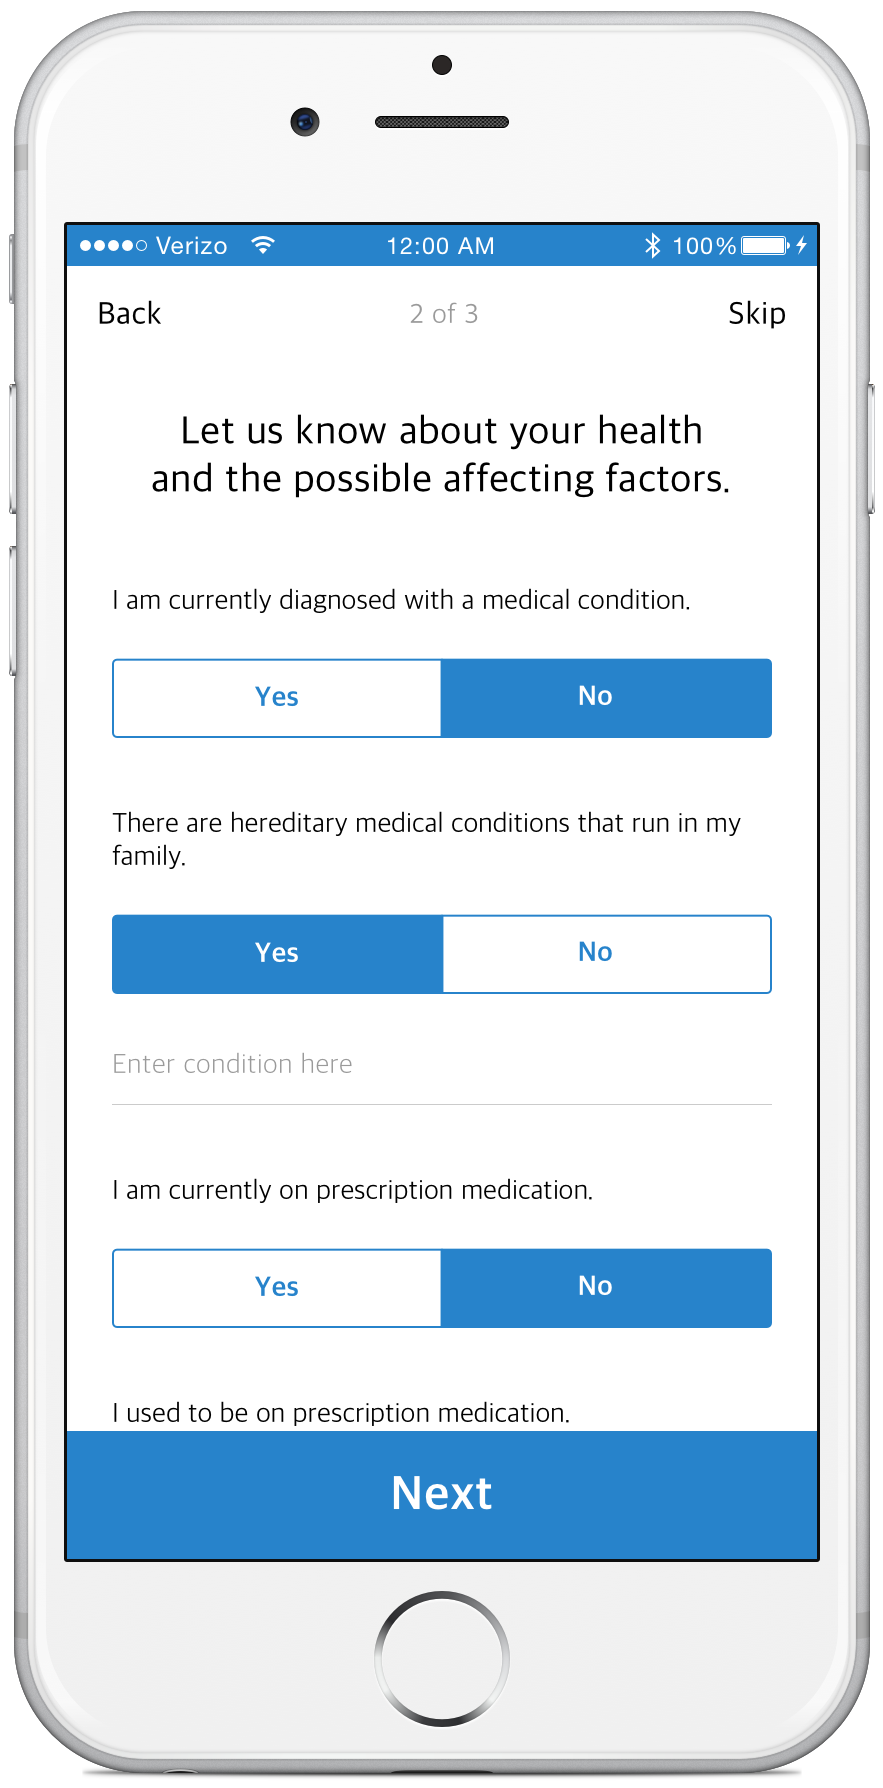 Verizo 12:00 AM 100%
Back 2 of 3 Skip
Let us know about your health
and the possible affecting factors.
I am currently diagnosed with a medical condition.
Yes No
There are hereditary medical conditions that run in my
family.
Yes No
Enter condition here
I am currently on prescription medication.
Yes No
I used to be on prescription medication.
Next